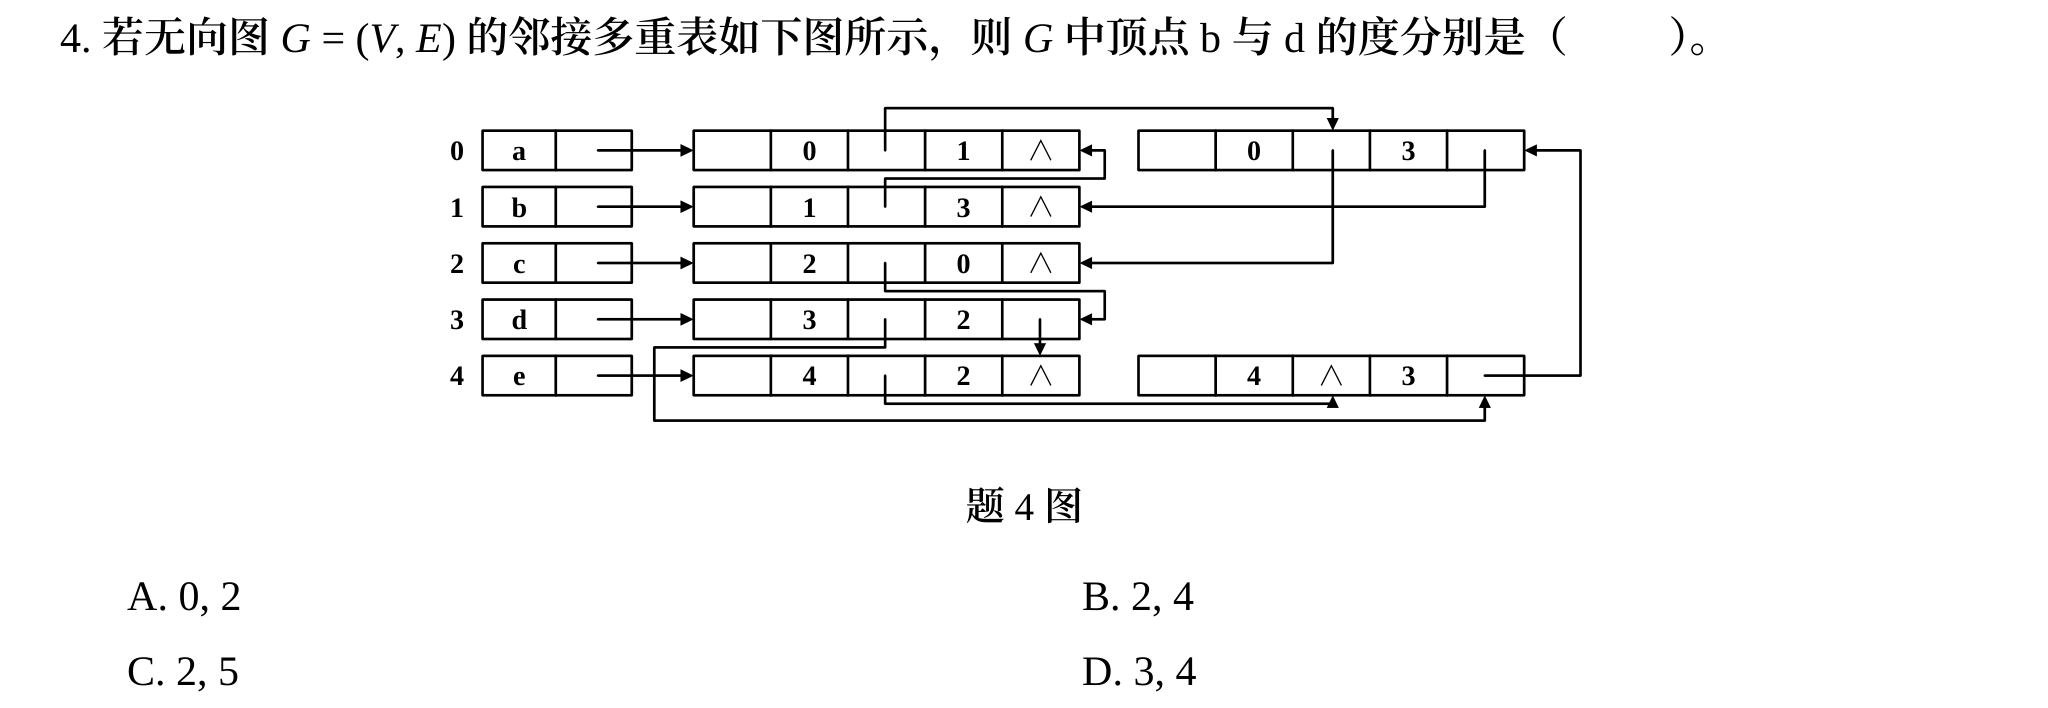 4. 若无向图 G = (V, E) 的邻接多重表如下图所示，则 G 中顶点 b 与 d 的度分别是（  ）。
0 a 0 1 ∧ 0 3
1 b 1 3 ∧
2 c 2 0 ∧
3 d 3 2
4 e 4 2 ∧ 4 ∧ 3
题 4 图
A. 0, 2 B. 2, 4
C. 2, 5 D. 3, 4